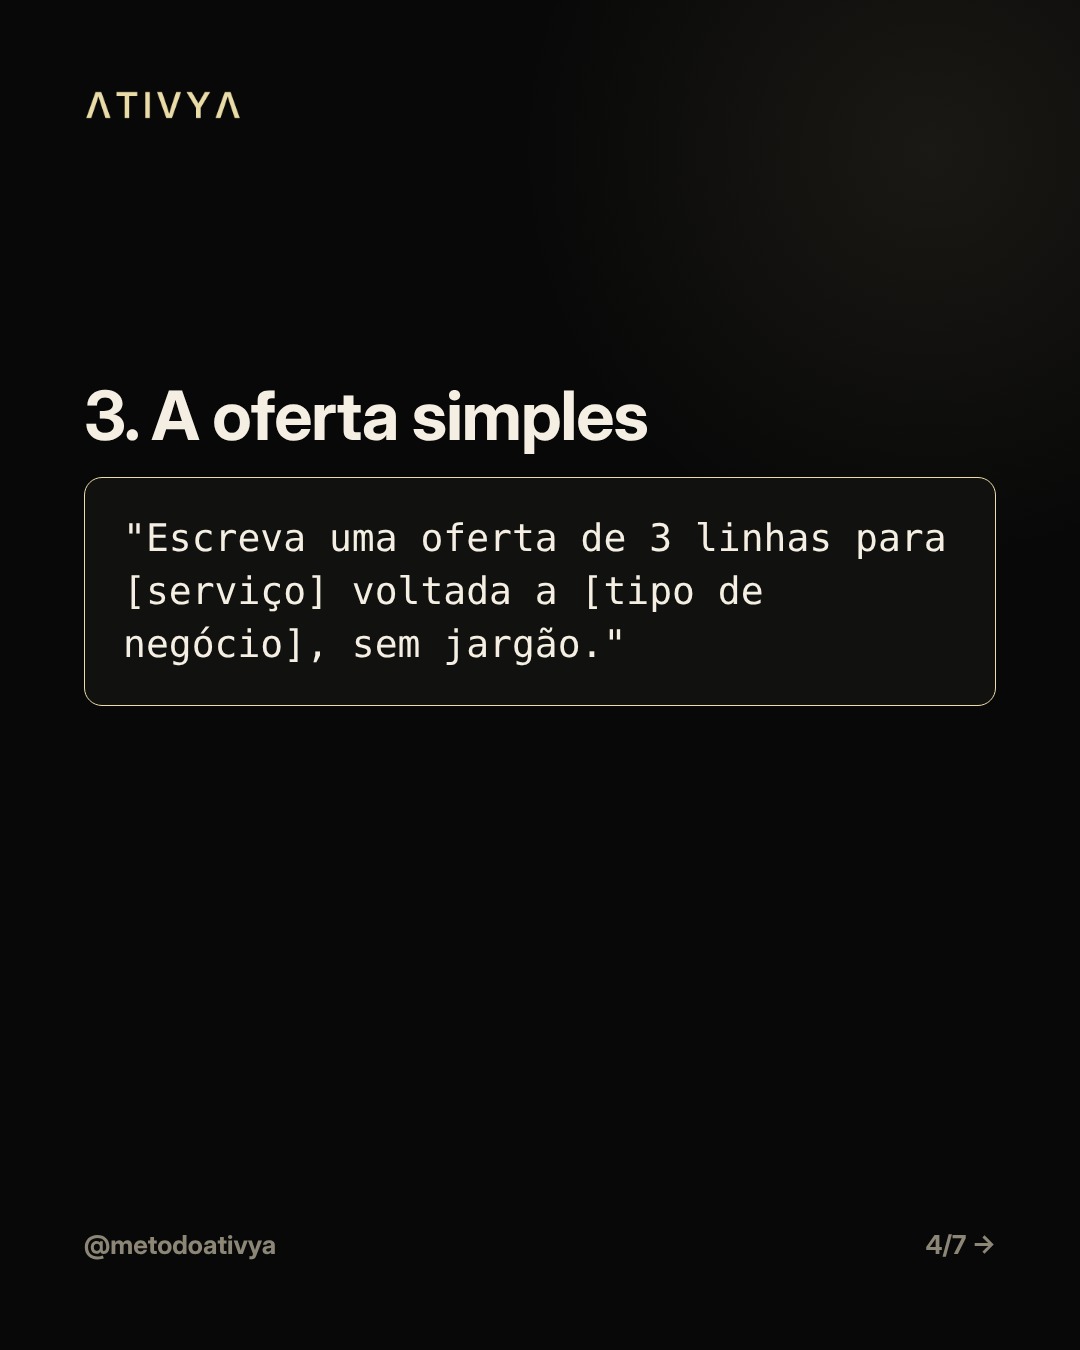 ATIVYA
3. A oferta simples
"Escreva uma oferta de 3 linhas para
[serviço] voltada a [tipo de
negócio], sem jargão."
@metodoativya
4/7 →